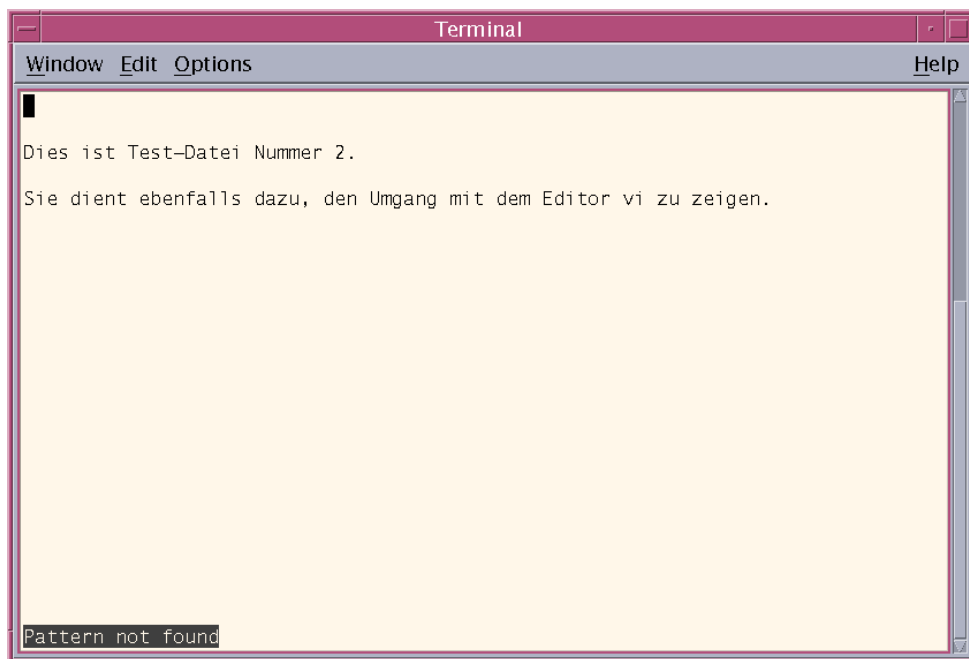 Terminal
Window Edit Options Help
Dies ist Test-Datei Nummer 2.
Sie dient ebenfalls dazu, den Umgang mit dem Editor vi zu zeigen.
Pattern not found